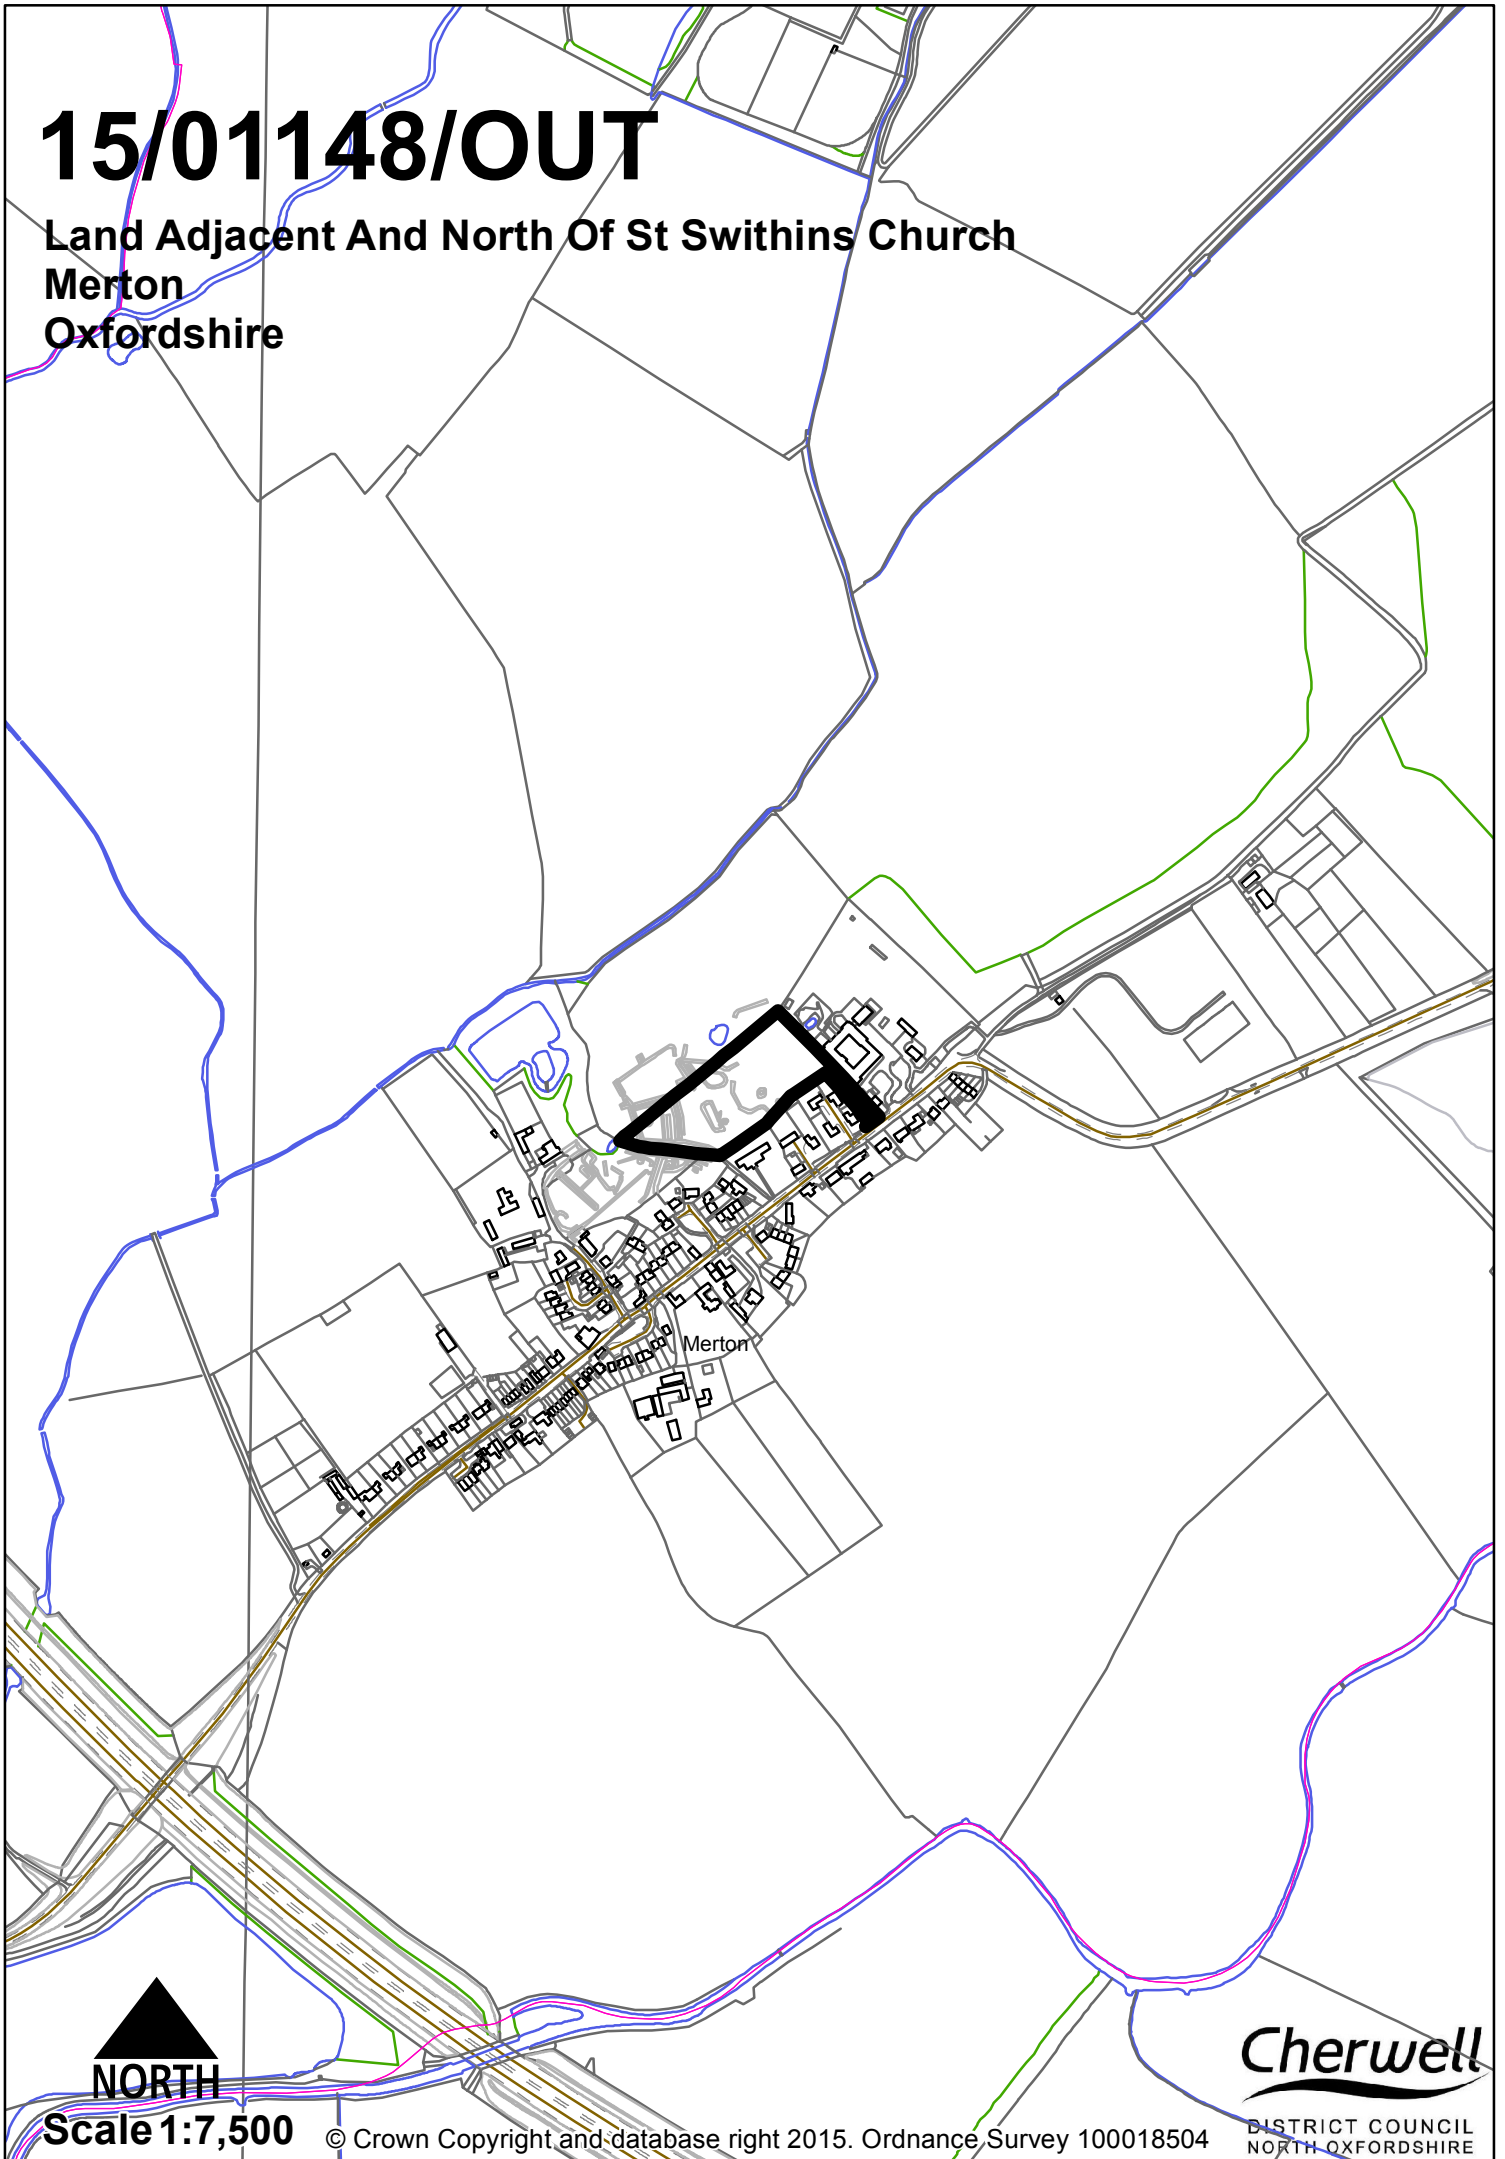 15/01148/OUT
Land Adjacent And North Of St Swithins Church
Merton
Oxfordshire
Merton
NORTH
Scale 1:7,500
© Crown Copyright and database right 2015. Ordnance Survey 100018504
Cherwell
DISTRICT COUNCIL
NORTH OXFORDSHIRE